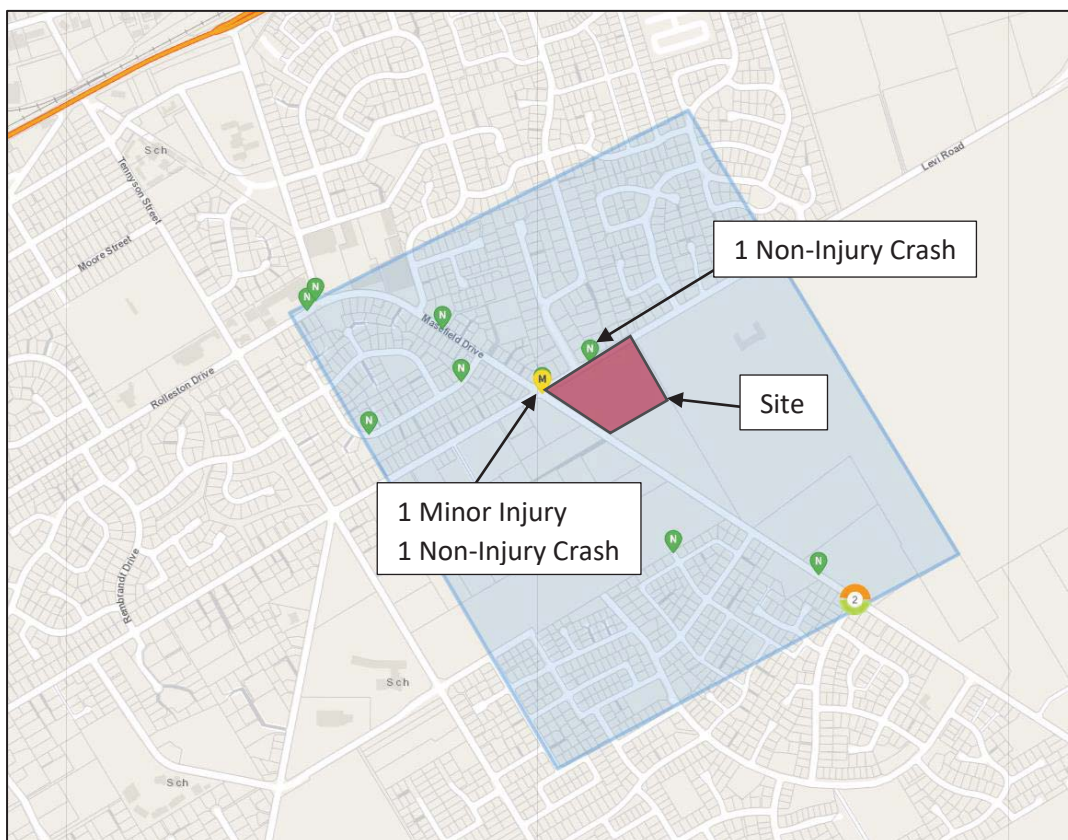 Sch
Tennyson Street
Moore Street
Levi Road
1 Non-Injury Crash
N
N
N
Masefield Drive
N
N
M
Rolleston Drive
Site
N
1 Minor Injury
1 Non-Injury Crash
N
N
Rembrandt Drive
2
Sch
Sch